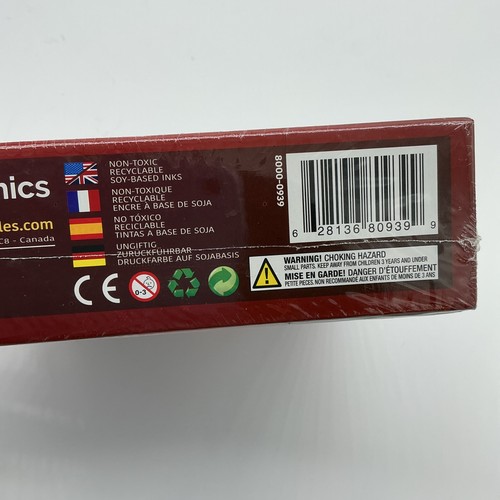 nics
les.com
CB - Canada
NON-TOXIC
RECYCLABLE
SOY-BASED INKS
NON-TOXIQUE
RECYCLABLE
ENCRE À BASE DE SOJA
NO TÓXICO
RECICLABLE
TINTAS A BASE DE SOJA
UNGIFTIG
ZURÜCKFÜHRBAR
DRUCKFARBE AUF SOJABASIS
CE
0-3
8000-0939
6 28136 80939 9
WARNING! CHOKING HAZARD
SMALL PARTS. KEEP AWAY FROM CHILDREN 3 YEARS AND UNDER
MISE EN GARDE! DANGER D'ÉTOUFFEMENT
PETITE PIÈCES. NON RECOMMANDÉ AUX ENFANTS DE MOINS DE 3 ANS